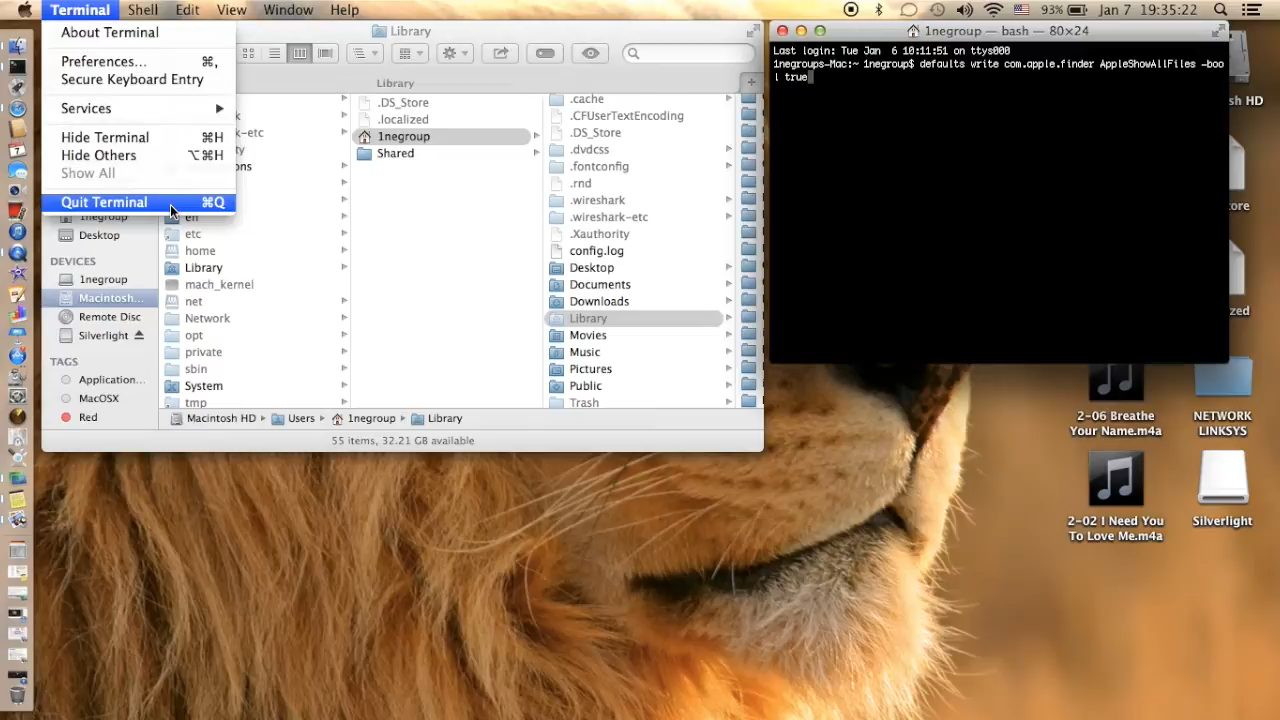 Terminal Shell Edit View Window Help 93% Jan 7 19:35:22
About Terminal
Preferences... ⌘,
Secure Keyboard Entry
Services
Hide Terminal ⌘H
Hide Others ⌥⌘H
Show All
Quit Terminal ⌘Q
Library
Library
1negroup
Desktop
DEVICES
1negroup
Macintosh...
Remote Disc
Silverlight
TAGS
Application...
MacOSX
Red
en
etc
home
Library
mach_kernel
net
Network
opt
private
sbin
System
tmp
.DS_Store
.localized
1negroup
Shared
.cache
.CFUserTextEncoding
.DS_Store
.dvdcss
.fontconfig
.rnd
.wireshark
.wireshark-etc
.Xauthority
config.log
Desktop
Documents
Downloads
Library
Movies
Music
Pictures
Public
Trash
Macintosh HD Users 1negroup Library
55 items, 32.21 GB available
1negroup — bash — 80×24
Last login: Tue Jan  6 10:11:51 on ttys000
1negroups-Mac:~ 1negroup$ defaults write com.apple.finder AppleShowAllFiles -boo
l true
HD
2-06 Breathe
Your Name.m4a
NETWORK
LINKSYS
2-02 I Need You
To Love Me.m4a
Silverlight